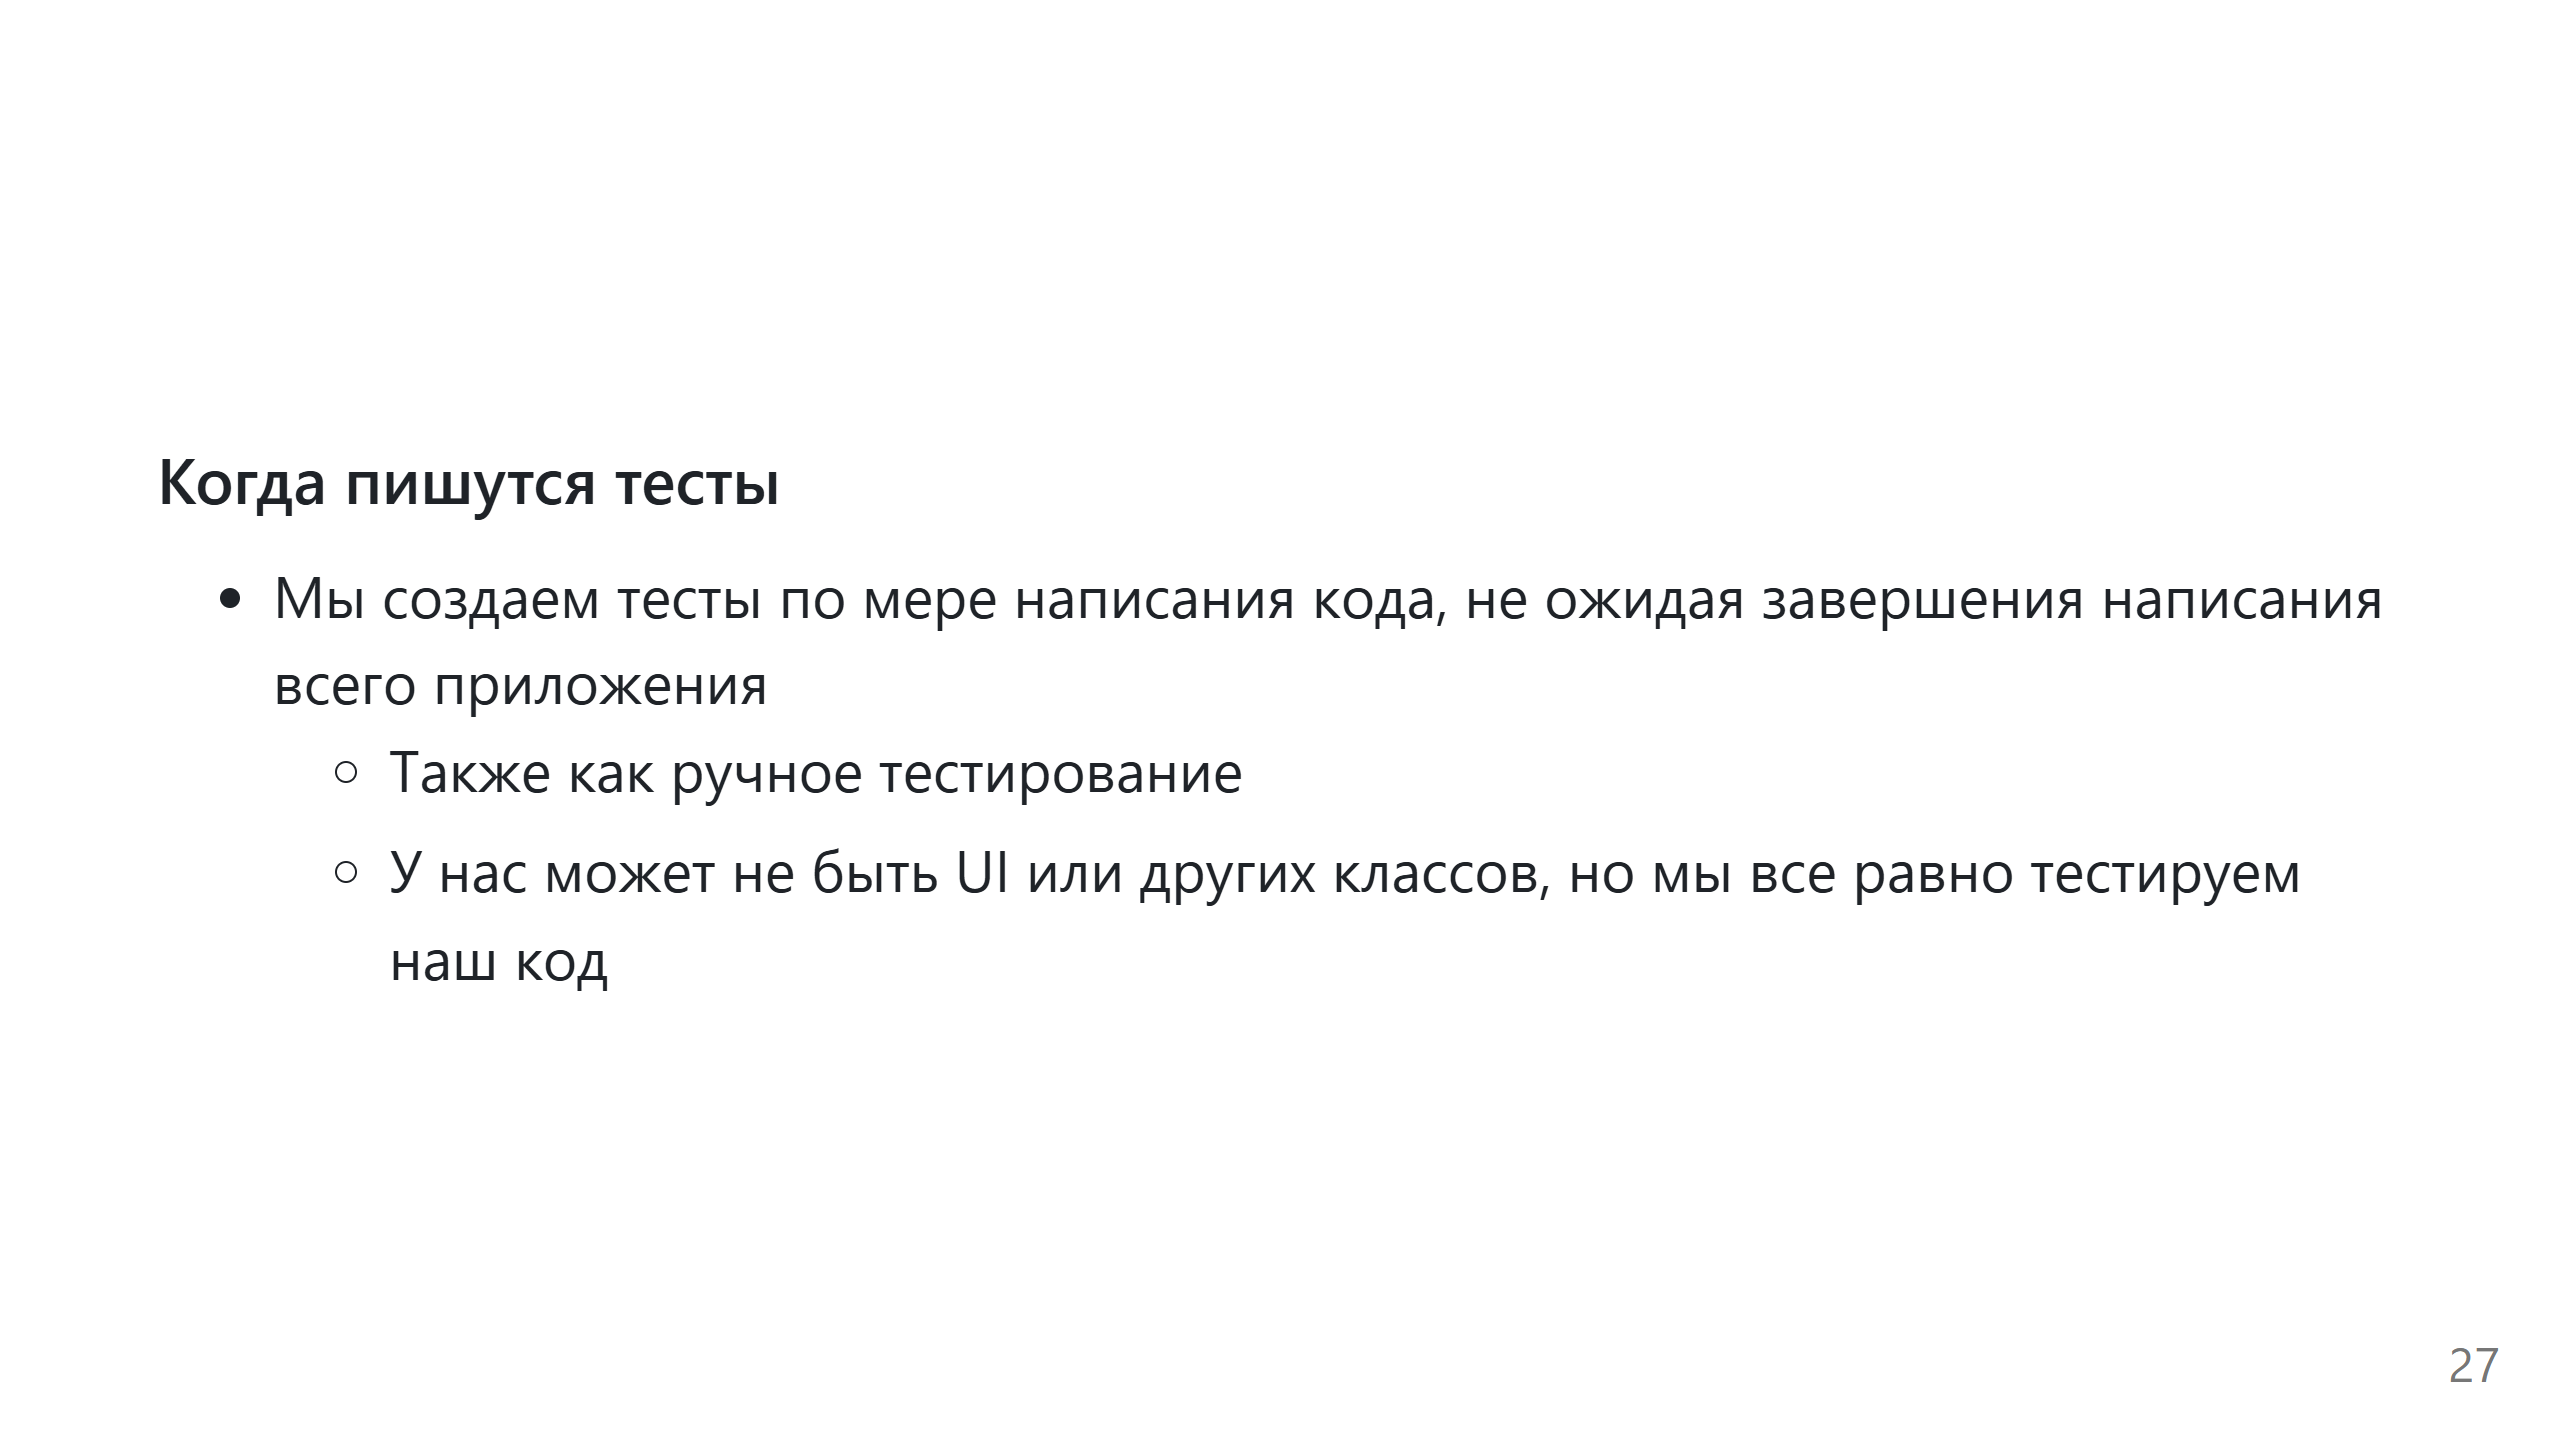 Когда пишутся тесты
• Мы создаем тесты по мере написания кода, не ожидая завершения написания
всего приложения
○ Также как ручное тестирование
○ У нас может не быть UI или других классов, но мы все равно тестируем
наш код
27